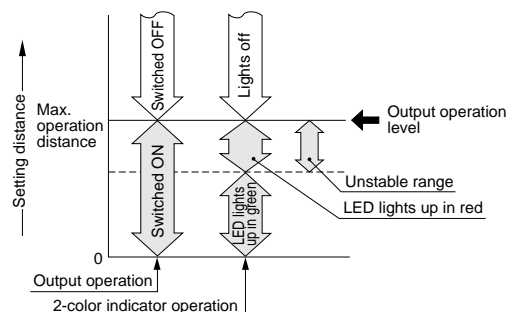 Setting distance
Switched OFF
Lights off
Max.
operation
distance
Output operation
level
Switched ON
Unstable range
LED lights up in red
LED lights
up in green
0
Output operation
2-color indicator operation